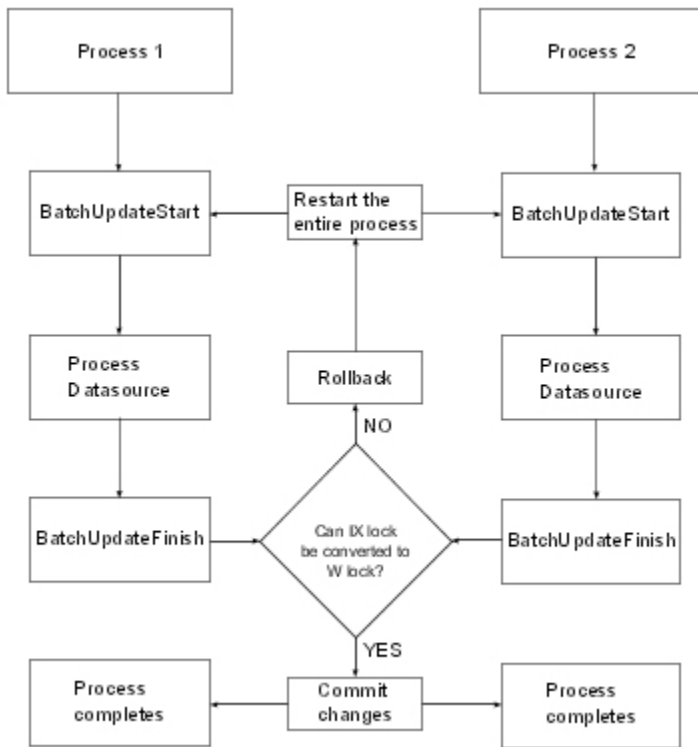 Process 1
Process 2
BatchUpdateStart
Restart the
entire process
BatchUpdateStart
Process
Datasource
Rollback
Process
Datasource
NO
BatchUpdateFinish
Can IX lock
be converted to
W lock?
BatchUpdateFinish
YES
Process
completes
Commit
changes
Process
completes